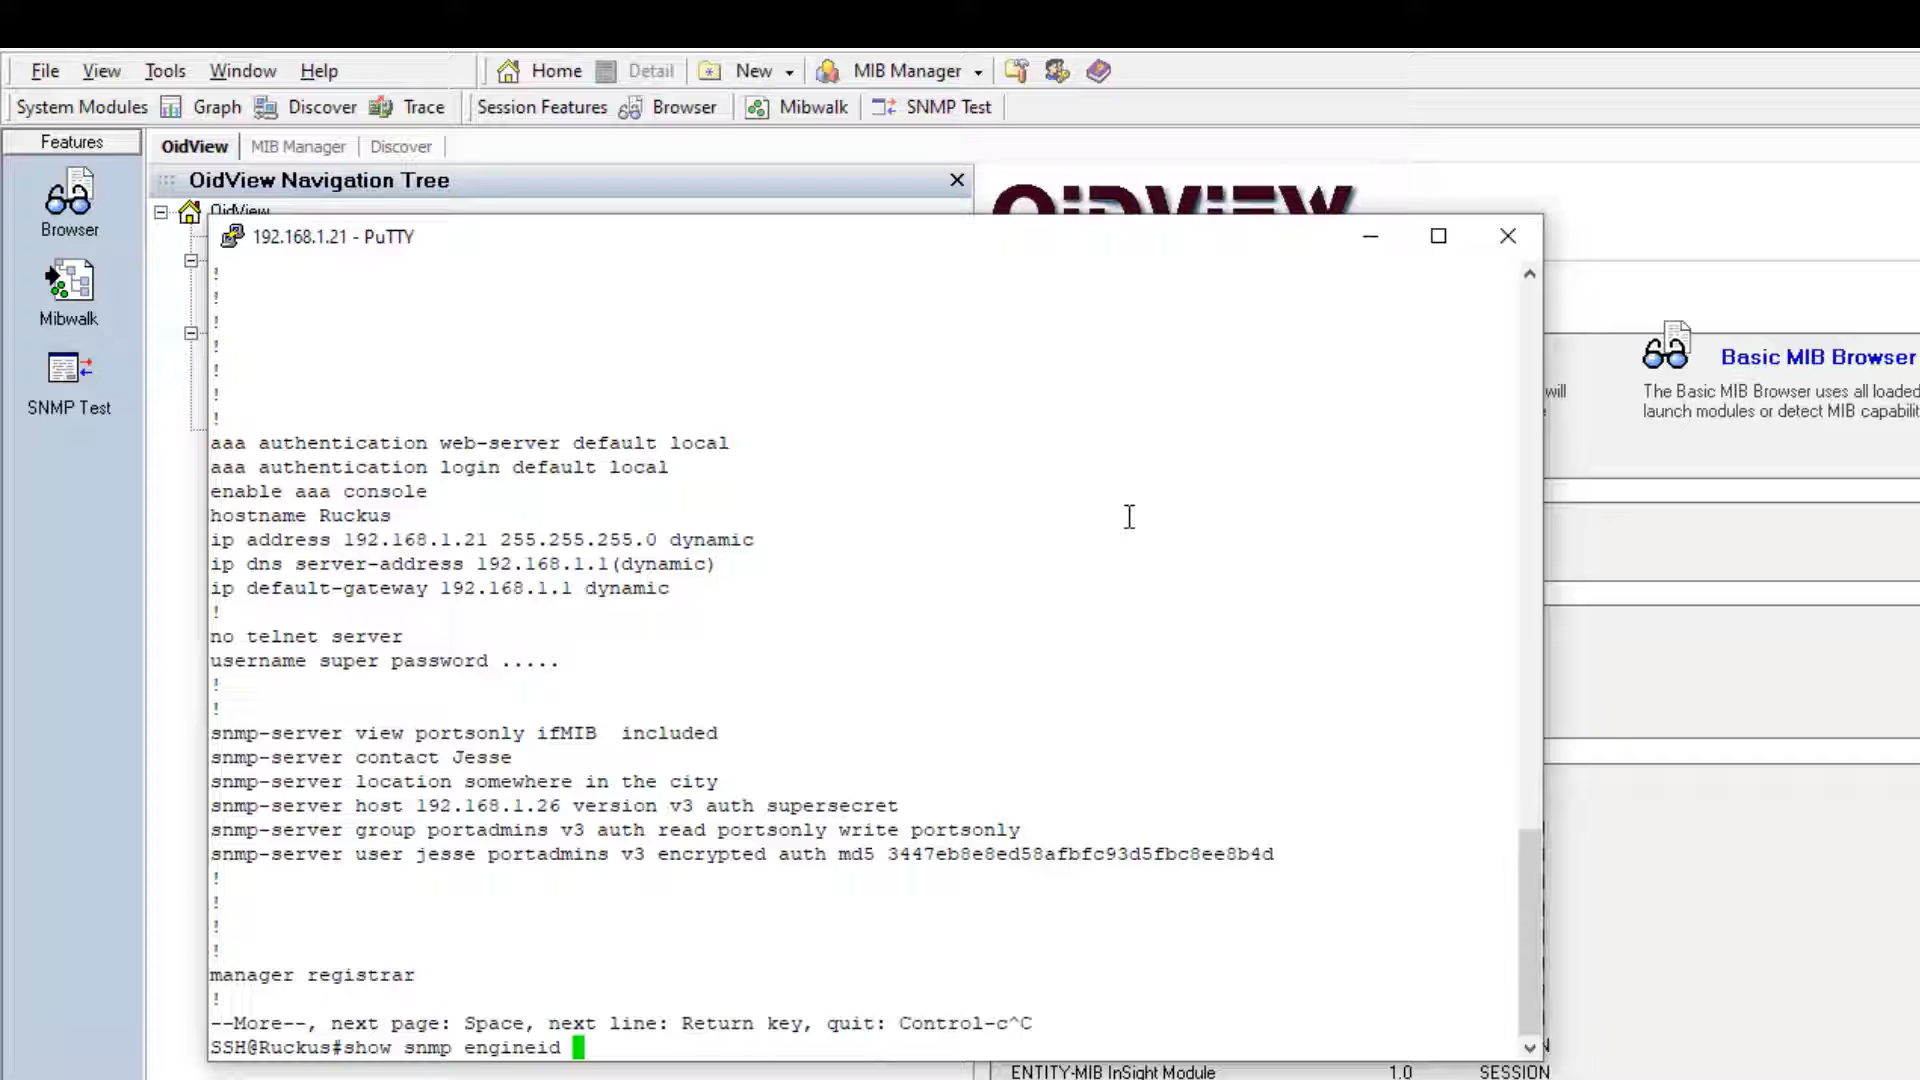 File View Tools Window Help Home Detail New MIB Manager
System Modules Graph Discover Trace Session Features Browser Mibwalk SNMP Test
Features
OidView MIB Manager Discover
OidView Navigation Tree
Browser
Mibwalk
SNMP Test
OidView
OiDViEW
192.168.1.21 - PuTTY
!
!
!
!
!
!
!
aaa authentication web-server default local
aaa authentication login default local
enable aaa console
hostname Ruckus
ip address 192.168.1.21 255.255.255.0 dynamic
ip dns server-address 192.168.1.1(dynamic)
ip default-gateway 192.168.1.1 dynamic
!
no telnet server
username super password .....
!
!
snmp-server view portsonly ifMIB  included
snmp-server contact Jesse
snmp-server location somewhere in the city
snmp-server host 192.168.1.26 version v3 auth supersecret
snmp-server group portadmins v3 auth read portsonly write portsonly
snmp-server user jesse portadmins v3 encrypted auth md5 3447eb8e8ed58afbfc93d5fbc8ee8b4d
!
!
!
!
manager registrar
!
--More--, next page: Space, next line: Return key, quit: Control-c^C
SSH@Ruckus#show snmp engineid
will
Basic MIB Browser
The Basic MIB Browser uses all loaded
launch modules or detect MIB capabilit
ENTITY-MIB InSight Module 1.0 SESSION